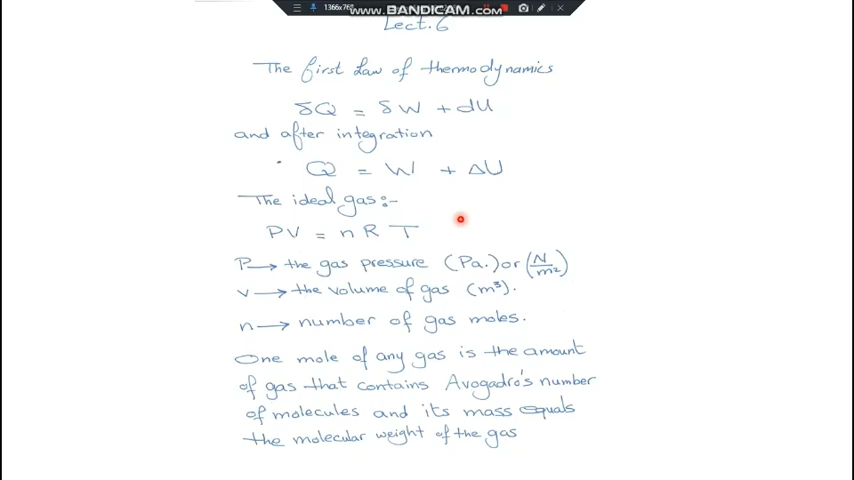 1366x768
www.BANDICAM.com
Lect. 6
The first Law of thermodynamics
δQ = δW + dU
and after integration
Q = W + ΔU
The ideal gas:-
PV = nRT
P → the gas pressure (Pa.) or (N/m²)
V → the volume of gas (m³).
n → number of gas moles.
One mole of any gas is the amount
of gas that contains Avogadro's number
of molecules and its mass equals
the molecular weight of the gas